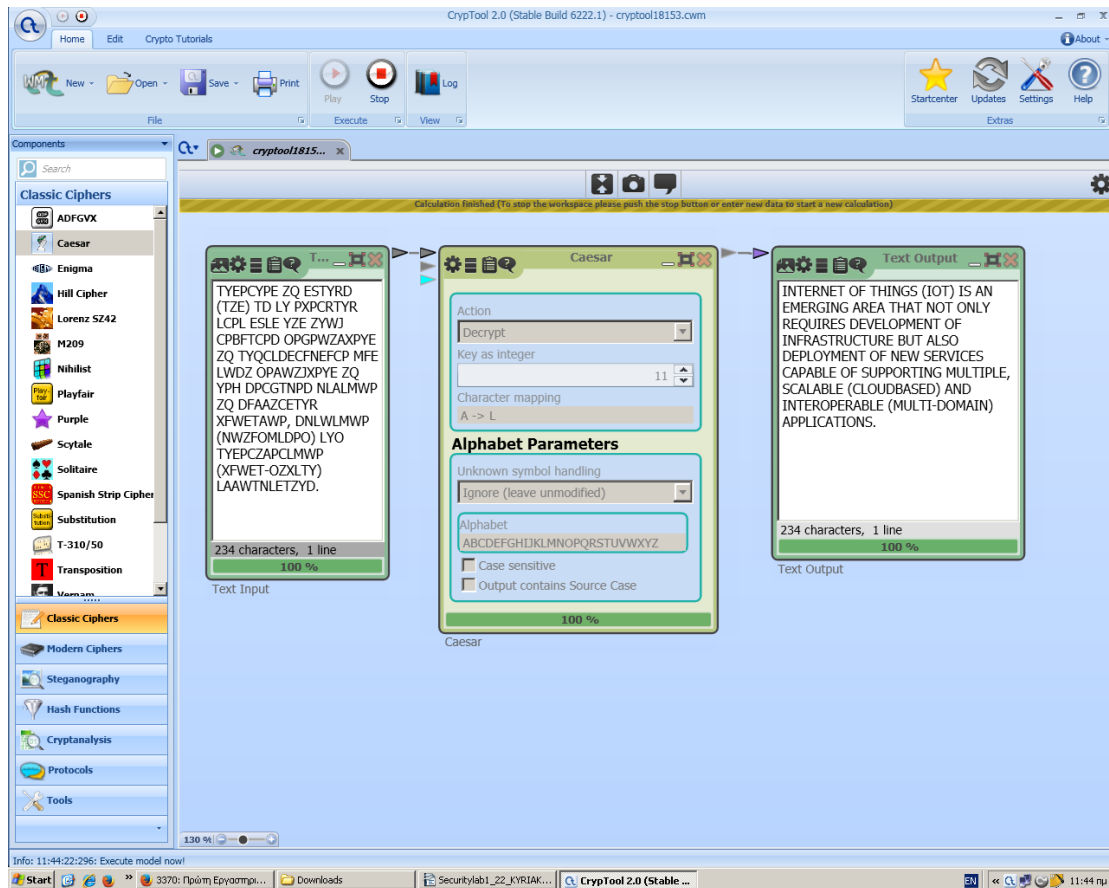 CrypTool 2.0 (Stable Build 6222.1) - cryptool18153.cwm
Home Edit Crypto Tutorials
About
New Open Save Print Play Stop Log Startcenter Updates Settings Help
File Execute View Extras
Components
cryptool1815... x
Search
Classic Ciphers
Calculation finished (To stop the workspace please push the stop button or enter new data to start a new calculation)
ADFGVX
Caesar
Enigma
Hill Cipher
Lorenz SZ42
M209
Nihilist
Playfair
Purple
Scytale
Solitaire
Spanish Strip Cipher
Substitution
T-310/50
Transposition
Vernam
Classic Ciphers
Modern Ciphers
Steganography
Hash Functions
Cryptanalysis
Protocols
Tools
T...
TYEPCYPE ZQ ESTYRD
(TZE) TD LY PXPCRTYR
LCPL ESLE YZE ZYWJ
CPBFTCPD OPGPWZAXPYE
ZQ TYQCLDECFNEFCP MFE
LWDZ OPAWZJXPYE ZQ
YPH DPCGTNPD NLALMWP
ZQ DFAAZCETYR
XFWETAWP, DNLWLMWP
(NWZFOMLDPO) LYO
TYEPCZAPCLMWP
(XFWET-OZXLTY)
LAAWTNLETZYD.
234 characters, 1 line
100 %
Text Input
Caesar
Action
Decrypt
Key as integer
11
Character mapping
A -> L
Alphabet Parameters
Unknown symbol handling
Ignore (leave unmodified)
Alphabet
ABCDEFGHIJKLMNOPQRSTUVWXYZ
Case sensitive
Output contains Source Case
100 %
Caesar
Text Output
INTERNET OF THINGS (IOT) IS AN
EMERGING AREA THAT NOT ONLY
REQUIRES DEVELOPMENT OF
INFRASTRUCTURE BUT ALSO
DEPLOYMENT OF NEW SERVICES
CAPABLE OF SUPPORTING MULTIPLE,
SCALABLE (CLOUDBASED) AND
INTEROPERABLE (MULTI-DOMAIN)
APPLICATIONS.
234 characters, 1 line
100 %
Text Output
130 %
Info: 11:44:22:296: Execute model now!
Start 3370: Πρώτη Εργαστηρι... Downloads Securitylab1_22_KYRIAK... CrypTool 2.0 (Stable ... EN 11:44 πμ